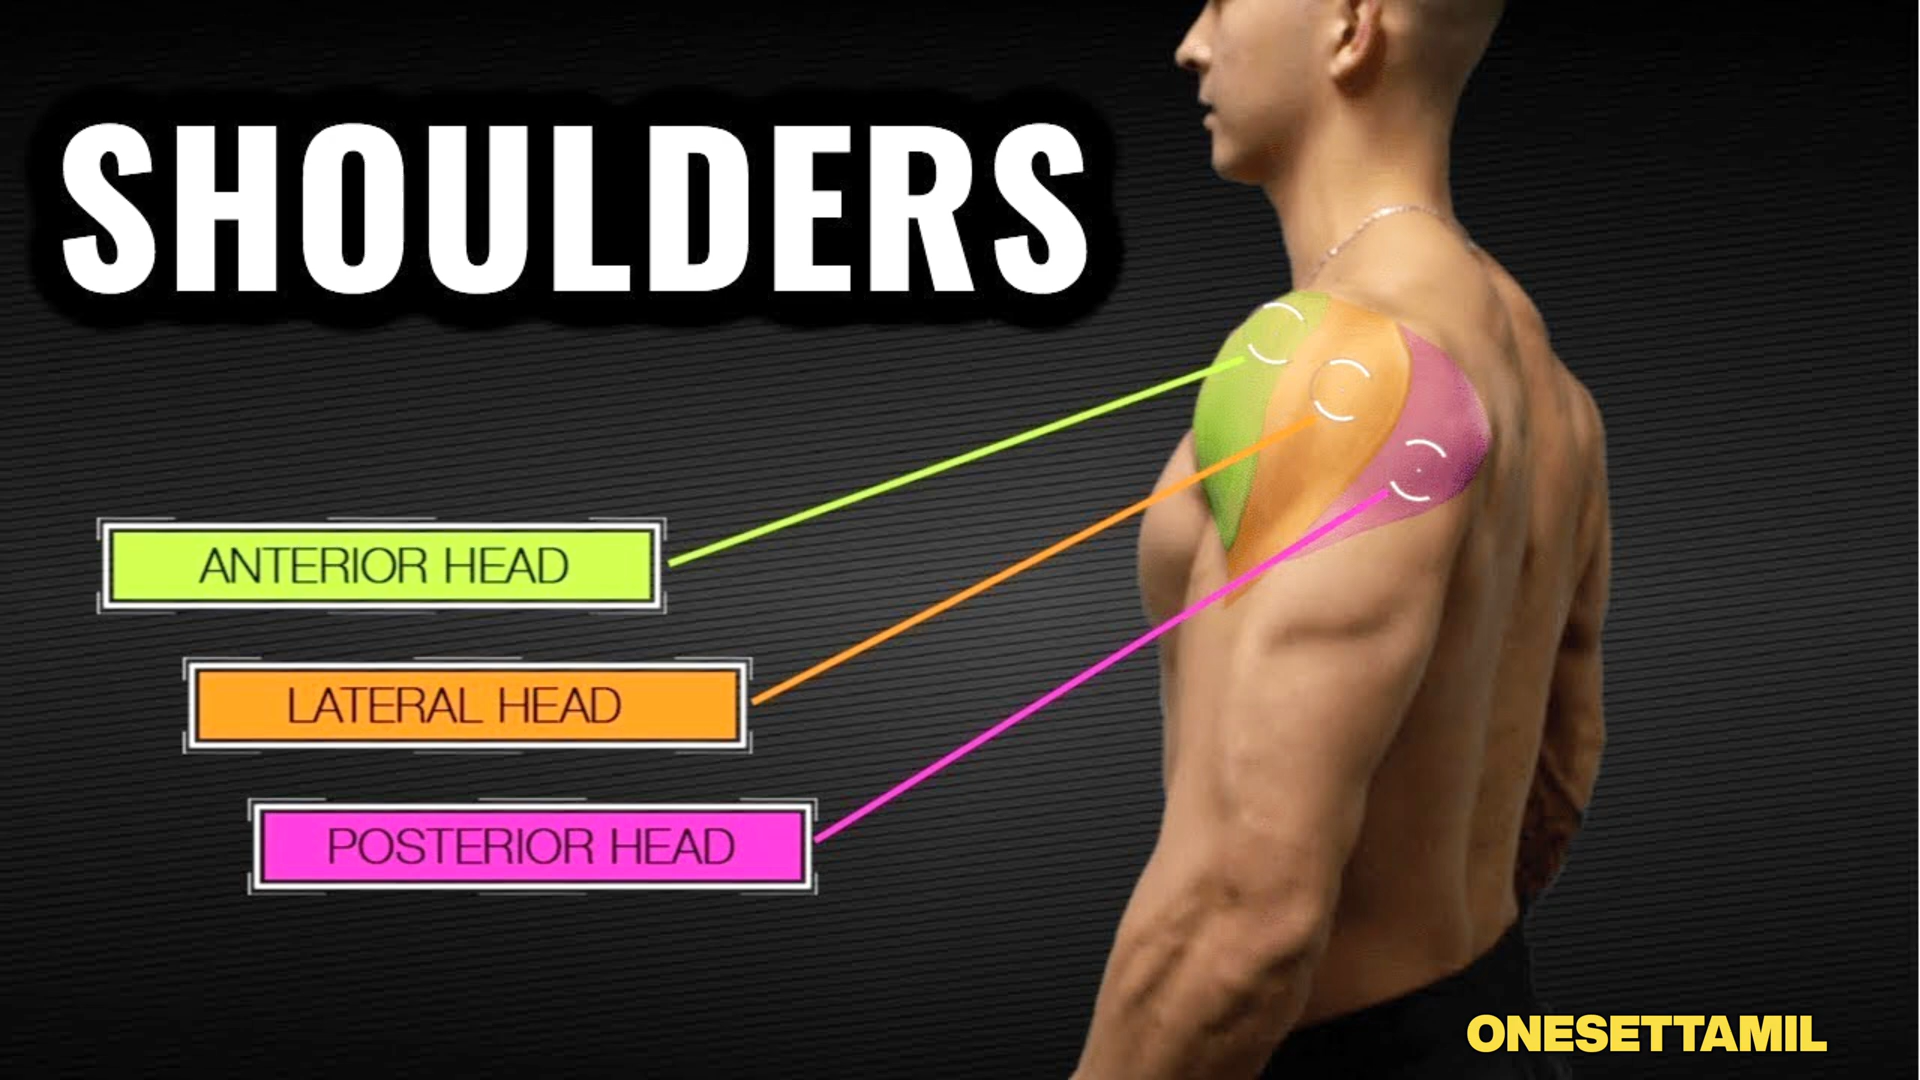 SHOULDERS
ANTERIOR HEAD
LATERAL HEAD
POSTERIOR HEAD
ONESETTAMIL